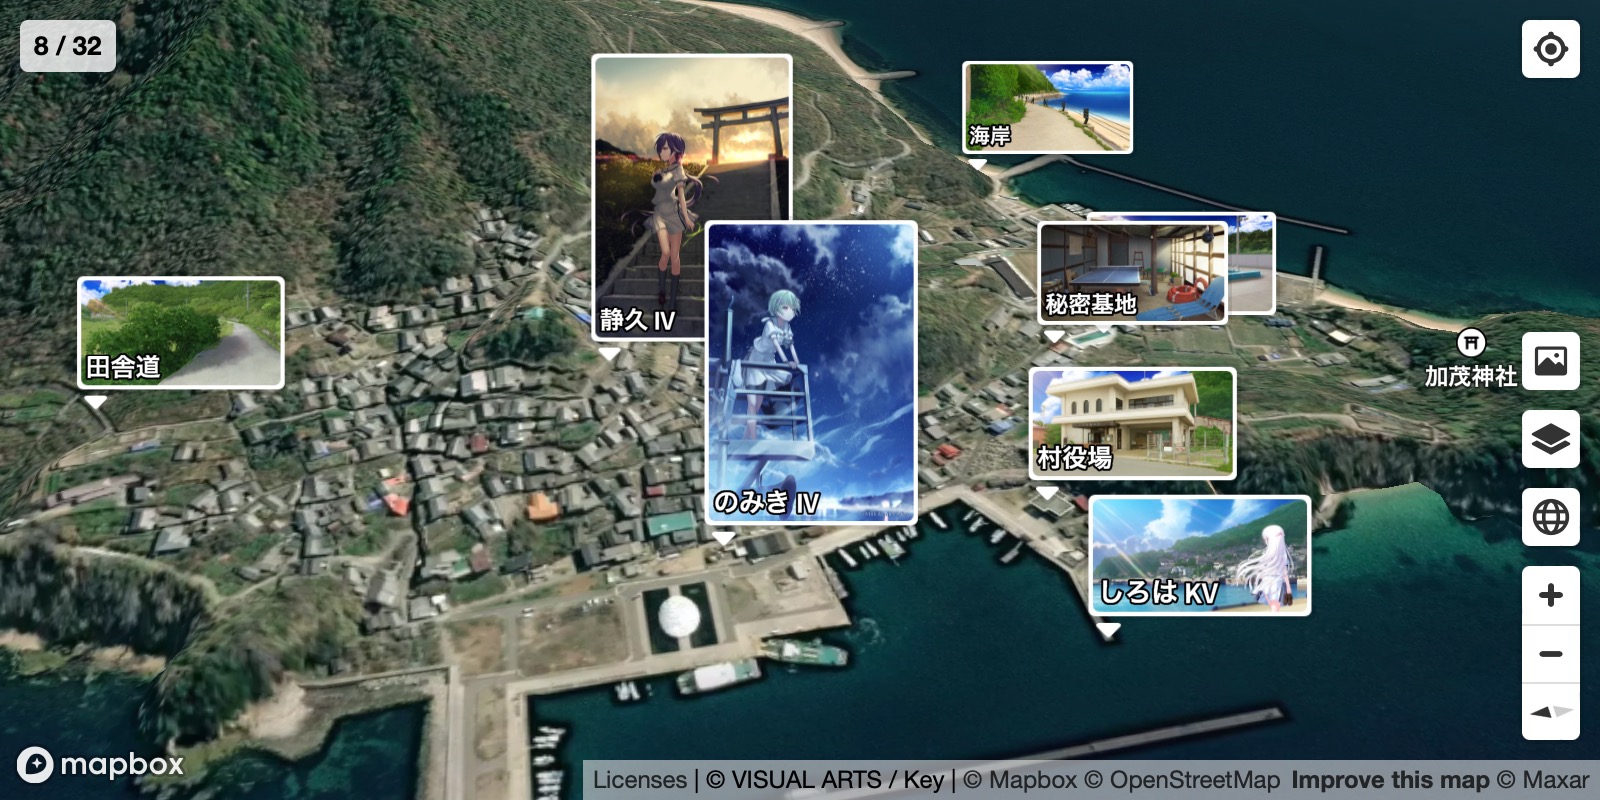 8 / 32
海岸
静久 IV
秘密基地
田舎道
加茂神社
村役場
のみき IV
しろは KV
mapbox
Licenses | © VISUAL ARTS / Key | © Mapbox © OpenStreetMap Improve this map © Maxar